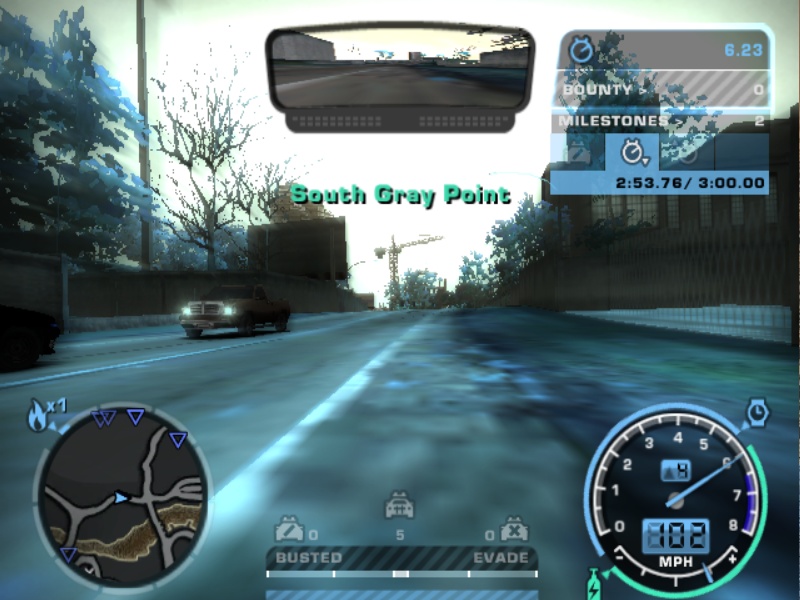 6.23
BOUNTY > 0
MILESTONES > 2
2:53.76/ 3:00.00
South Gray Point
x1
0 1 2 3 4 5 6 7 8
4
102
MPH
- +
0 5 0
BUSTED EVADE